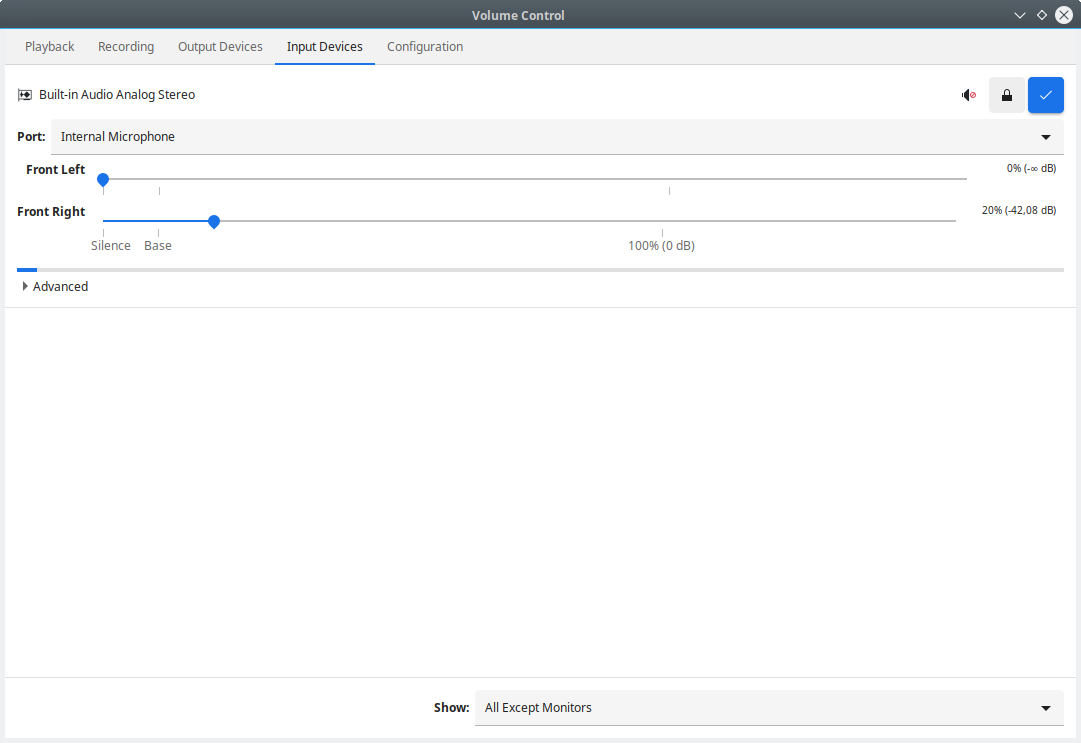 Volume Control
Playback Recording Output Devices Input Devices Configuration
Built-in Audio Analog Stereo
Port: Internal Microphone
Front Left 0% (-∞ dB)
Front Right 20% (-42,08 dB)
Silence Base 100% (0 dB)
Advanced
Show: All Except Monitors